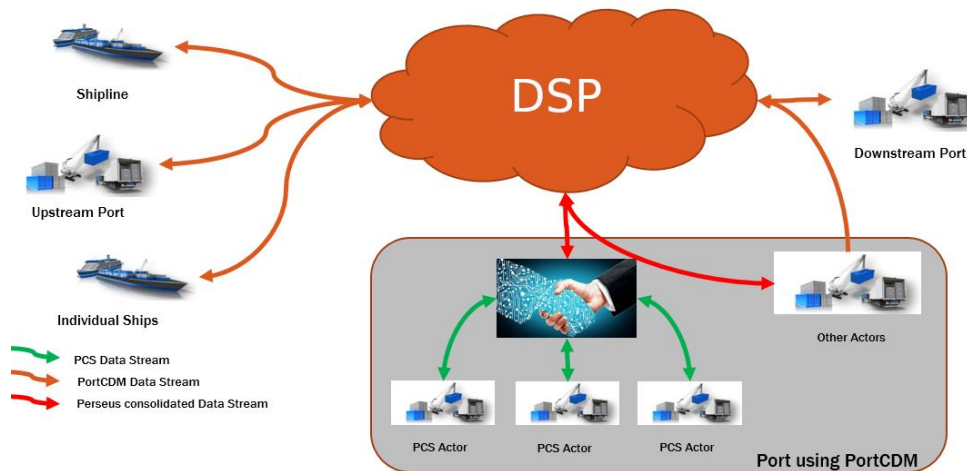 DSP
Shipline
Upstream Port
Individual Ships
Downstream Port
Other Actors
PCS Data Stream
PortCDM Data Stream
Perseus consolidated Data Stream
PCS Actor
PCS Actor
PCS Actor
Port using PortCDM